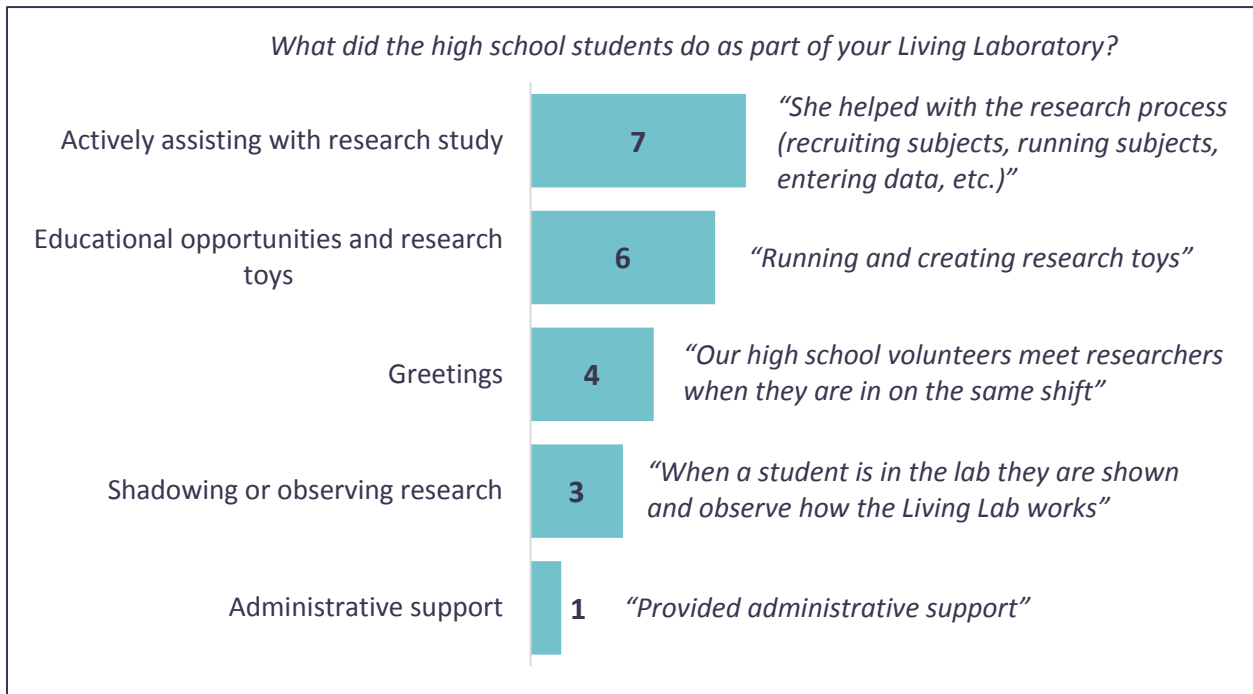 What did the high school students do as part of your Living Laboratory?
Actively assisting with research study
7
“She helped with the research process
(recruiting subjects, running subjects,
entering data, etc.)”
Educational opportunities and research
toys
6
“Running and creating research toys”
Greetings
4
“Our high school volunteers meet researchers
when they are in on the same shift”
Shadowing or observing research
3
“When a student is in the lab they are shown
and observe how the Living Lab works”
Administrative support
1
“Provided administrative support”